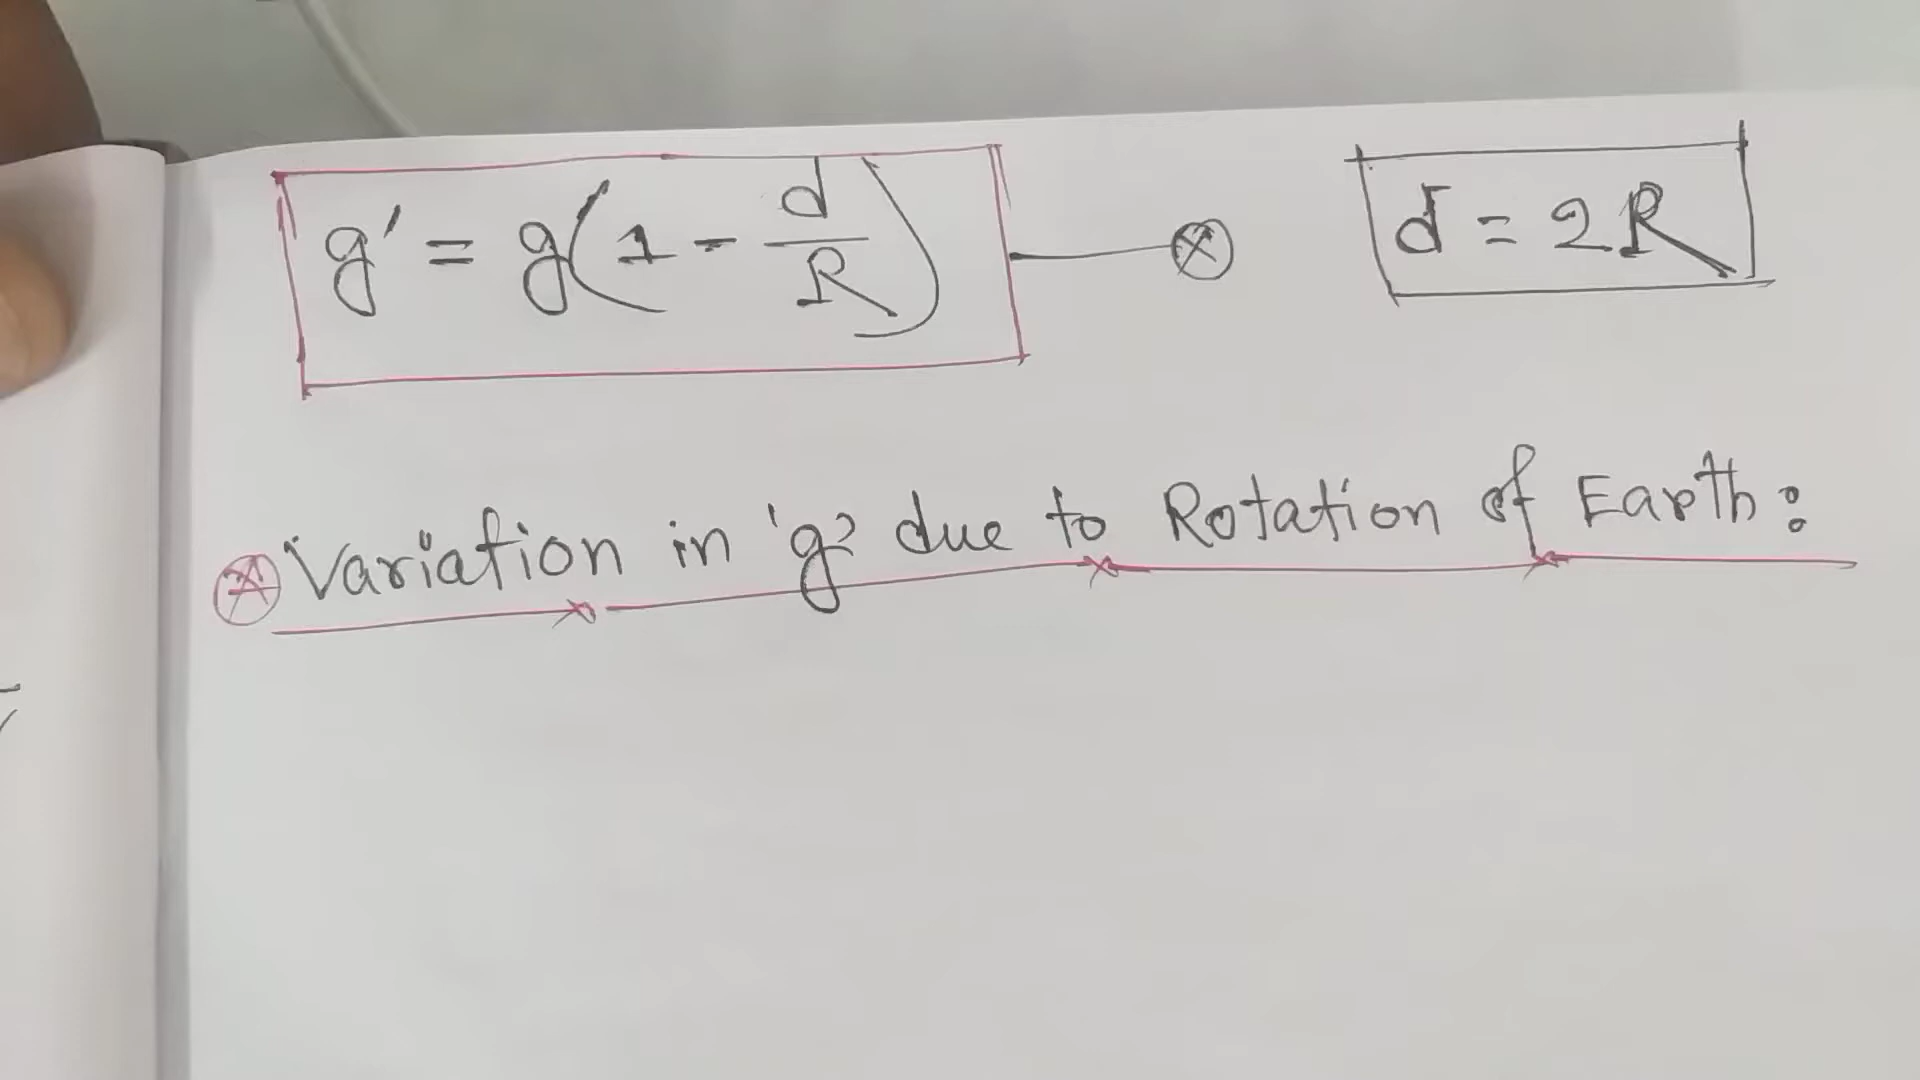 g' = g(1 - d/R) — ⊗
d = 2R
Variation in 'g' due to Rotation of Earth: